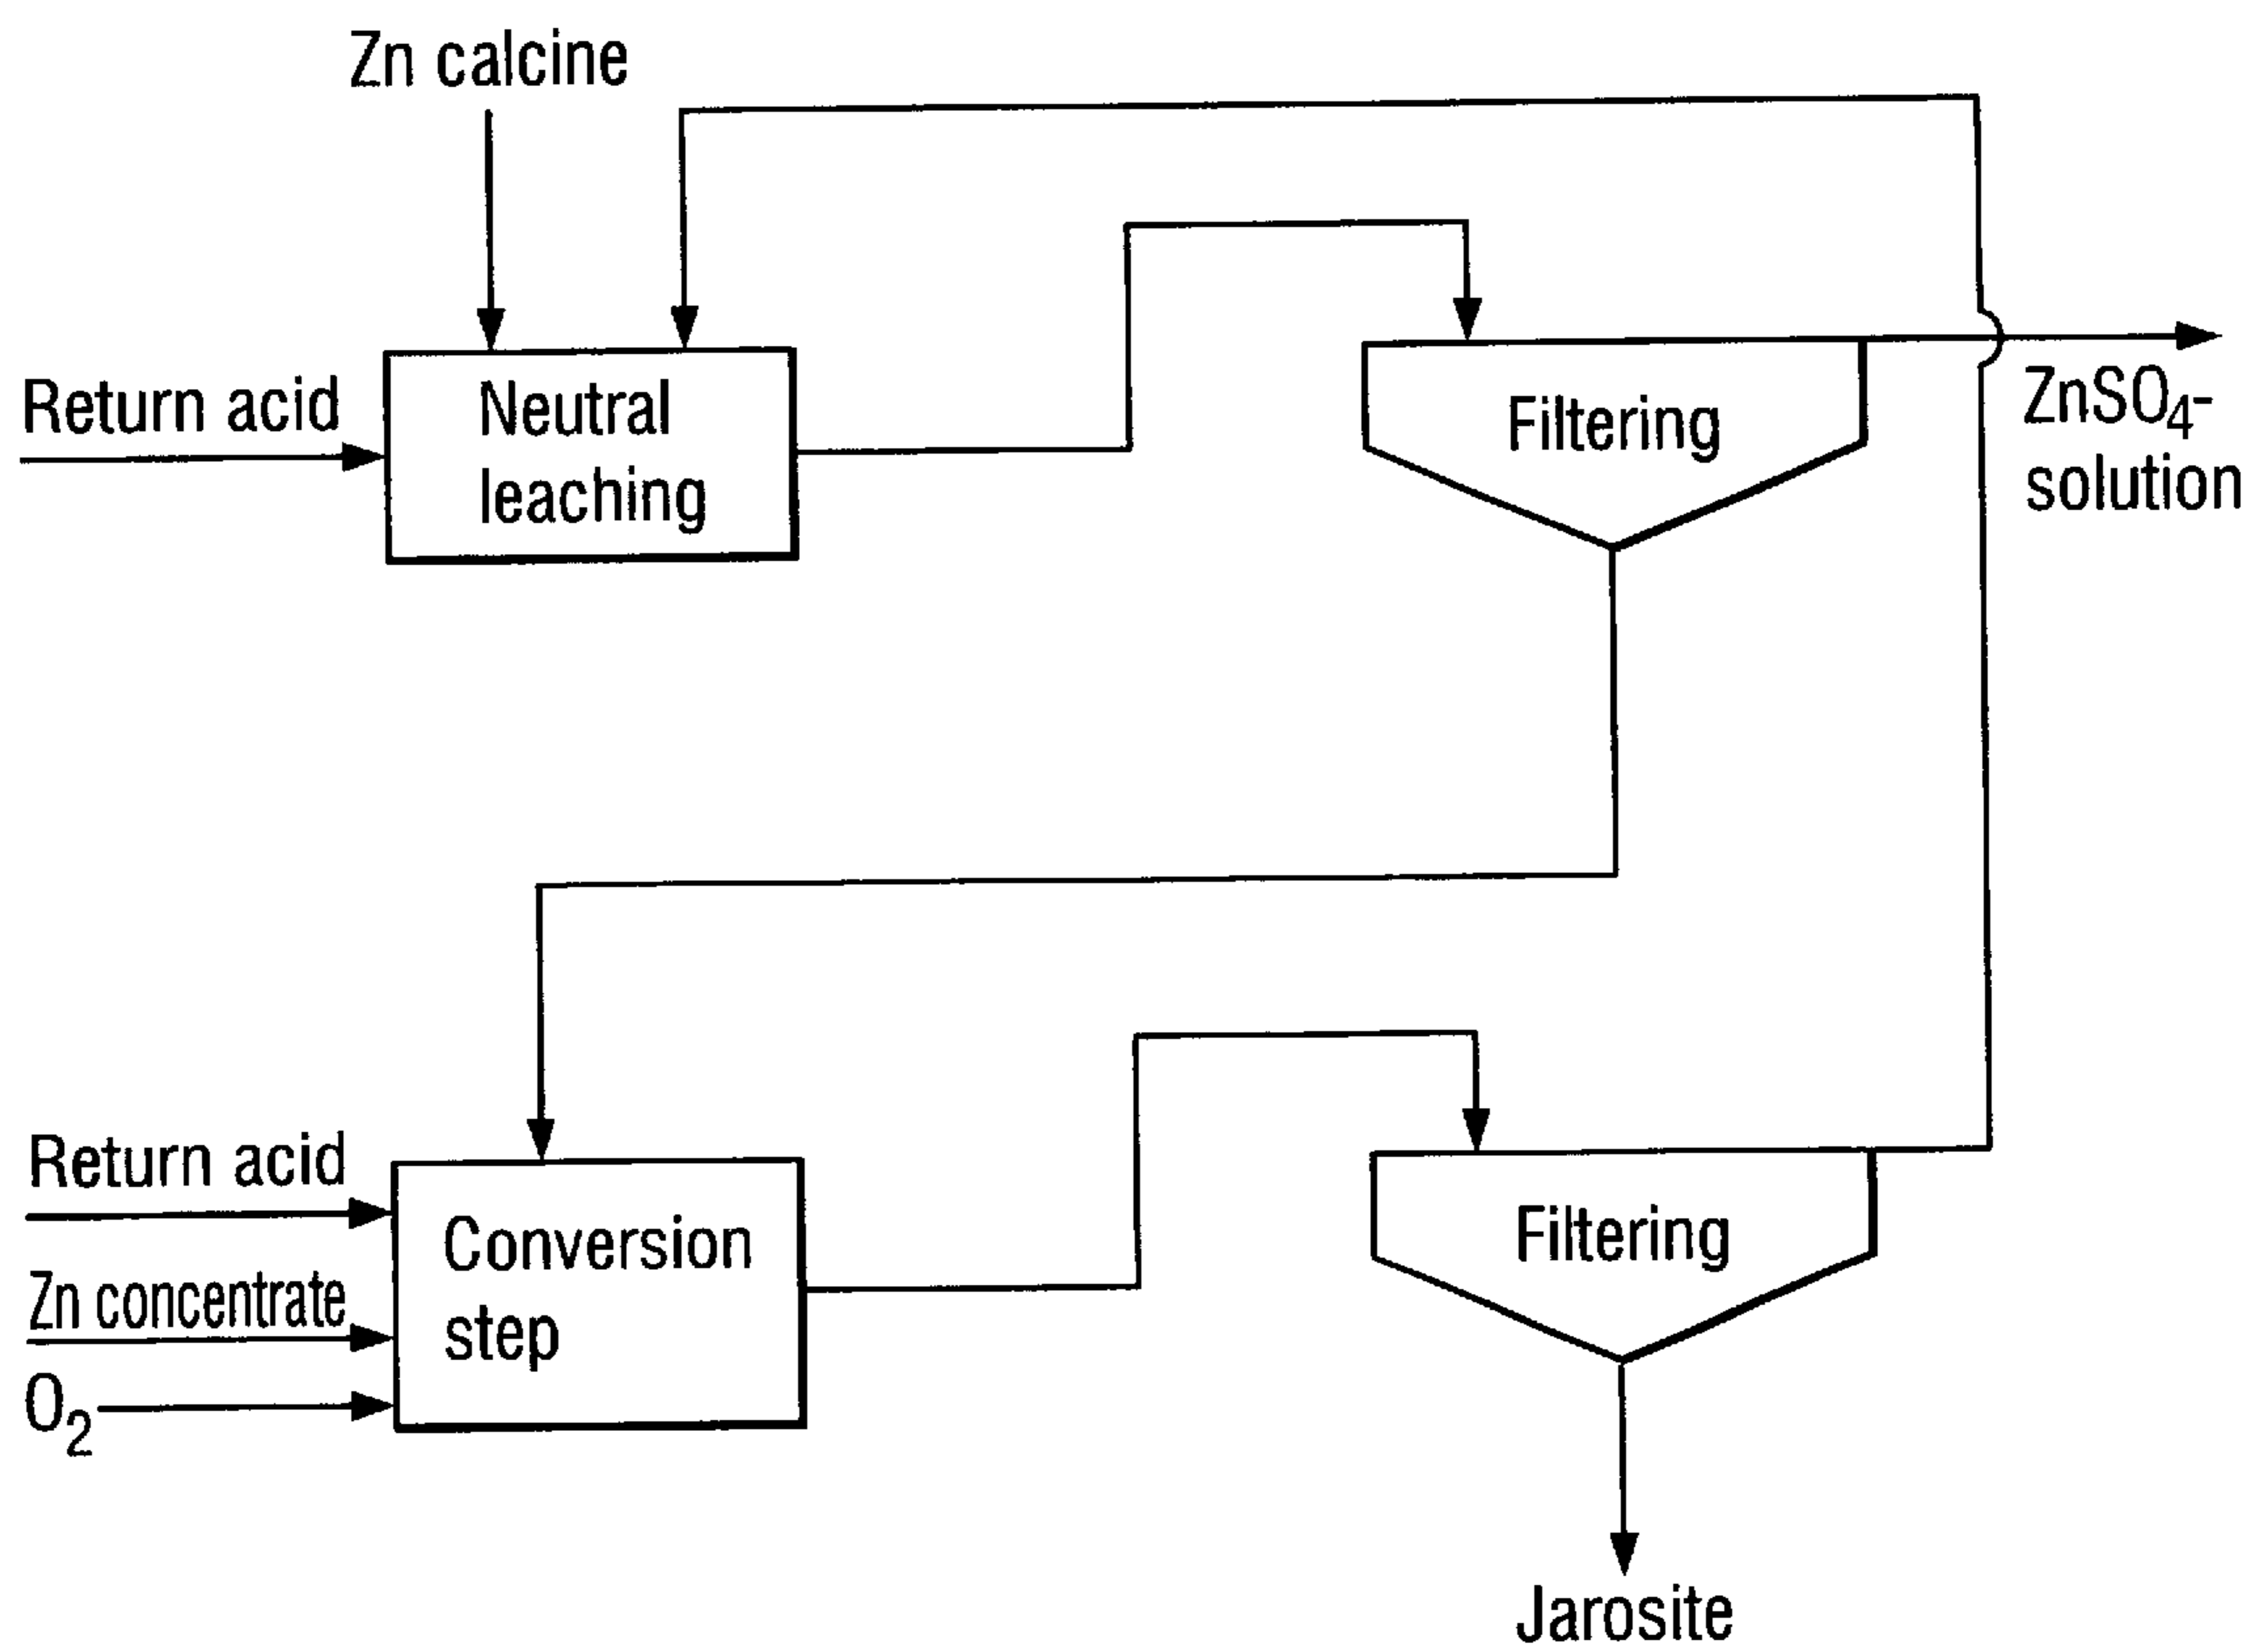 Zn calcine
Return acid
Neutral
leaching
Filtering
ZnSO₄-
solution
Return acid
Zn concentrate
O₂
Conversion
step
Filtering
Jarosite